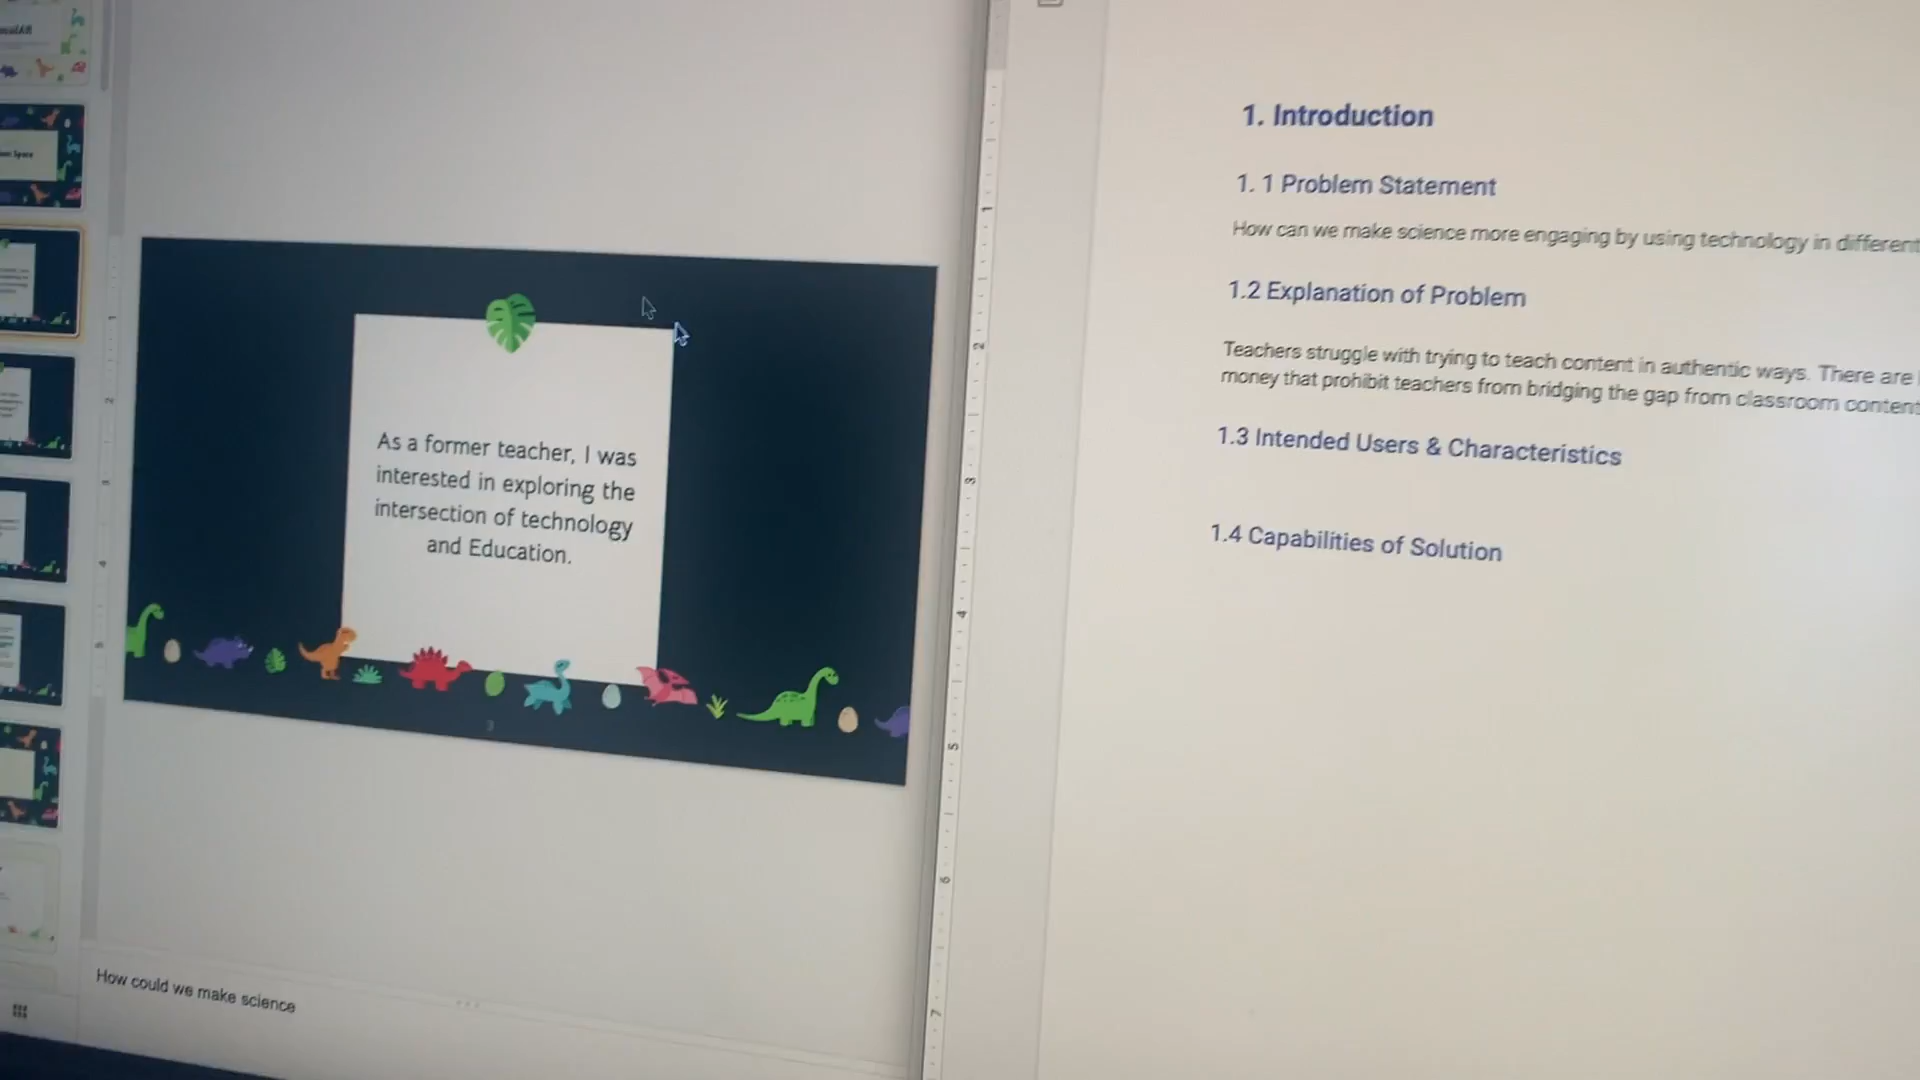 As a former teacher, I was
interested in exploring the
intersection of technology
and Education.
3
How could we make science
1. Introduction
1. 1 Problem Statement
How can we make science more engaging by using technology in different
1.2 Explanation of Problem
Teachers struggle with trying to teach content in authentic ways. There are
money that prohibit teachers from bridging the gap from classroom content
1.3 Intended Users & Characteristics
1.4 Capabilities of Solution